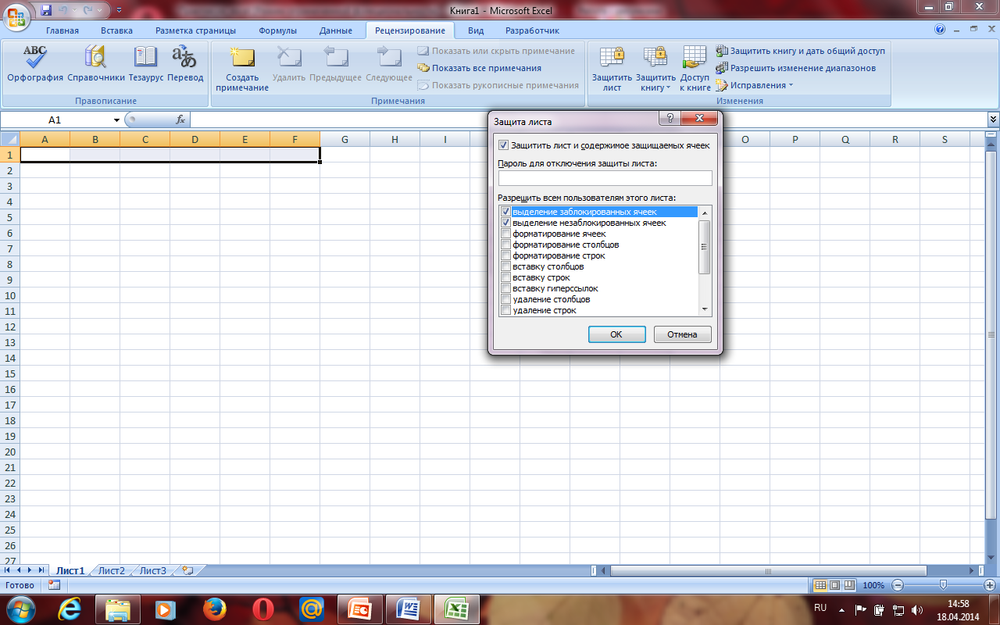 Книга1 - Microsoft Excel
Главная Вставка Разметка страницы Формулы Данные Рецензирование Вид Разработчик
ABC
Орфография Справочники Тезаурус Перевод
Правописание
Создать примечание Удалить Предыдущее Следующее
Показать или скрыть примечание
Показать все примечания
Показать рукописные примечания
Примечания
Защитить лист Защитить книгу Доступ к книге
Защитить книгу и дать общий доступ
Разрешить изменение диапазонов
Исправления
Изменения
A1 fx
A B C D E F G H I O P Q R S
1
2
3
4
5
6
7
8
9
10
11
12
13
14
15
16
17
18
19
20
21
22
23
24
25
26
27
Защита листа
Защитить лист и содержимое защищаемых ячеек
Пароль для отключения защиты листа:
Разрешить всем пользователям этого листа:
выделение заблокированных ячеек
выделение незаблокированных ячеек
форматирование ячеек
форматирование столбцов
форматирование строк
вставку столбцов
вставку строк
вставку гиперссылок
удаление столбцов
удаление строк
ОК Отмена
Лист1 Лист2 Лист3
Готово 100%
RU 14:58
18.04.2014